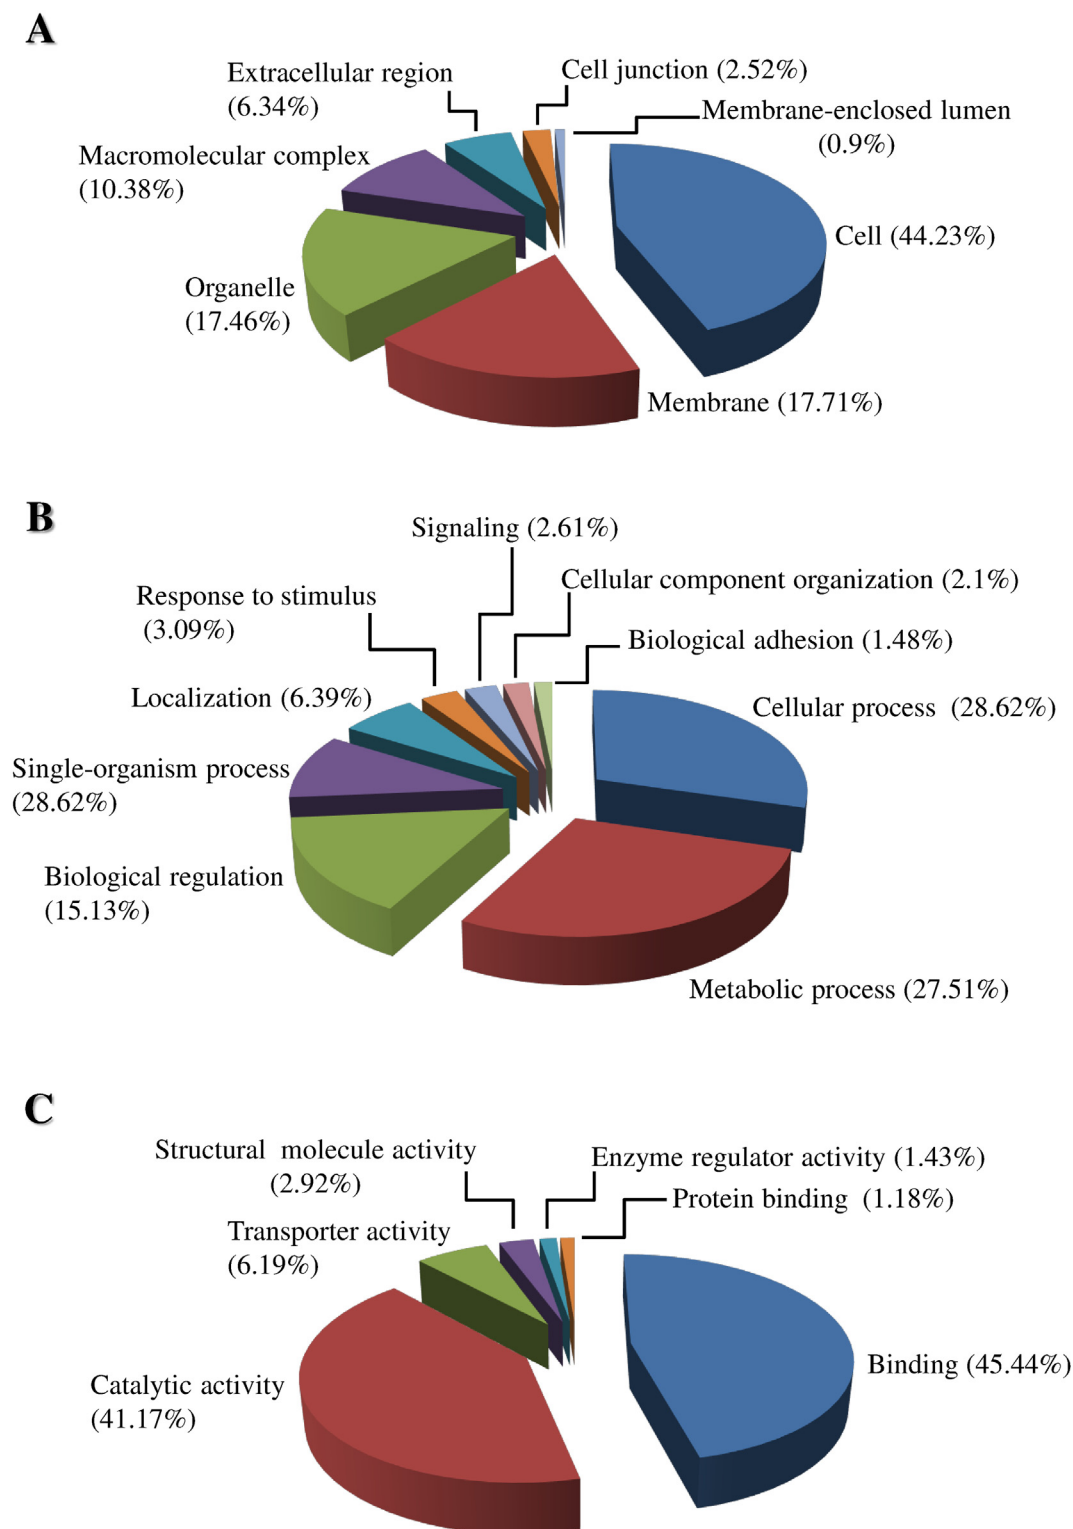 A
Extracellular region
(6.34%)
Cell junction (2.52%)
Membrane-enclosed lumen
(0.9%)
Macromolecular complex
(10.38%)
Cell (44.23%)
Organelle
(17.46%)
Membrane (17.71%)
B
Signaling (2.61%)
Cellular component organization (2.1%)
Response to stimulus
(3.09%)
Biological adhesion (1.48%)
Localization (6.39%)
Cellular process (28.62%)
Single-organism process
(28.62%)
Biological regulation
(15.13%)
Metabolic process (27.51%)
C
Structural molecule activity
(2.92%)
Enzyme regulator activity (1.43%)
Protein binding (1.18%)
Transporter activity
(6.19%)
Binding (45.44%)
Catalytic activity
(41.17%)